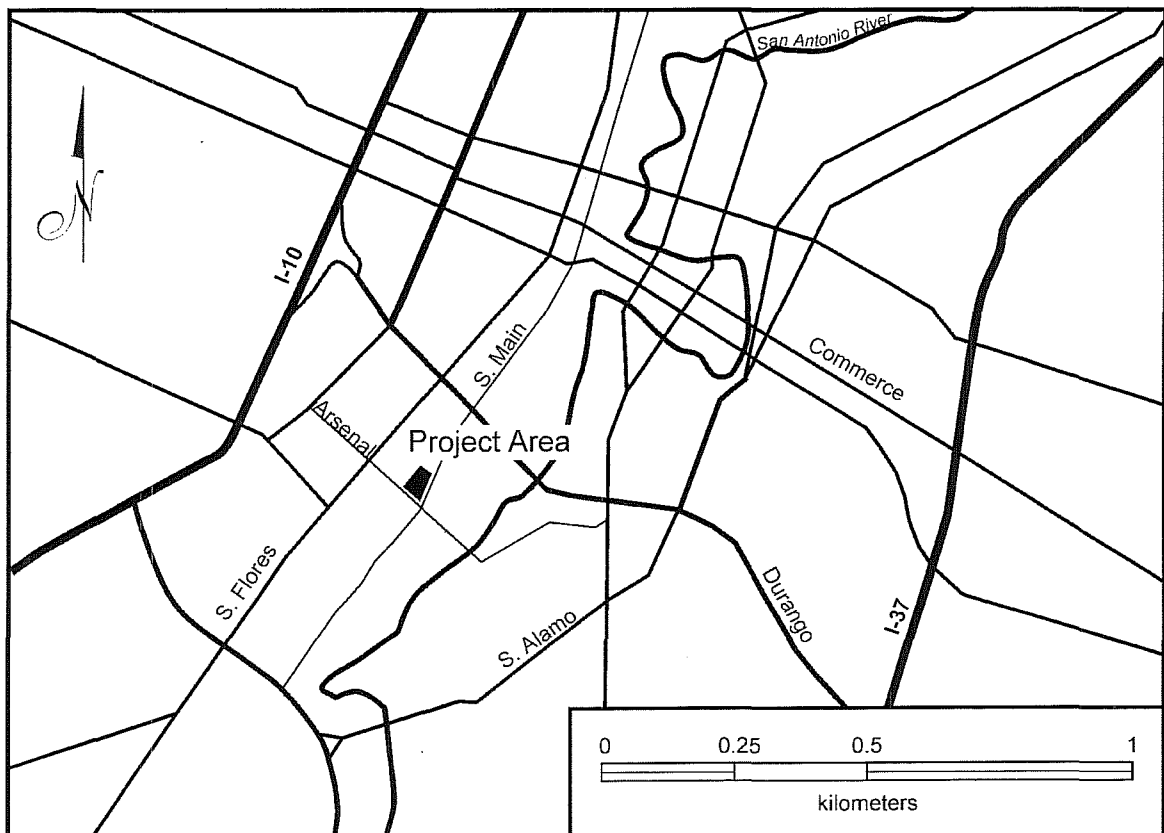 San Antonio River
N
I-10
S. Main
Commerce
Arsenal
Project Area
S. Flores
S. Alamo
Durango
I-37
0 0.25 0.5 1
kilometers